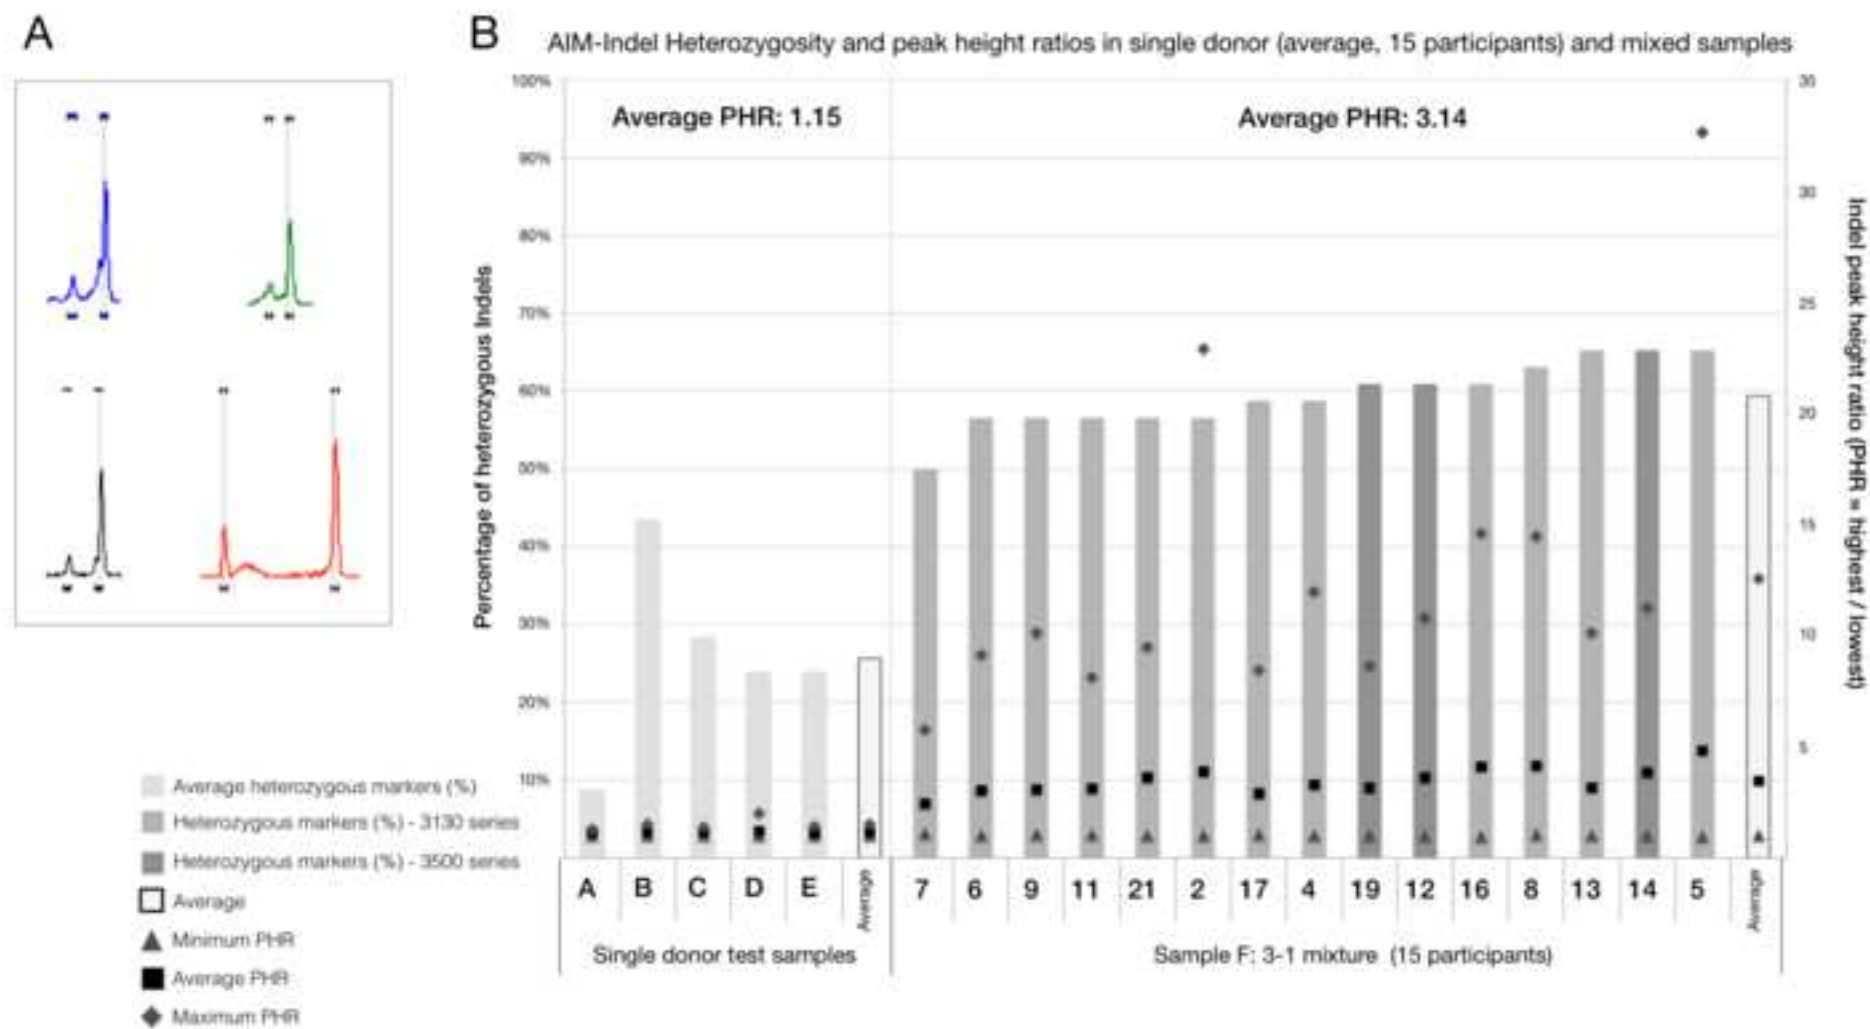 A
B
AIM-Indel Heterozygosity and peak height ratios in single donor (average, 15 participants) and mixed samples
Average PHR: 1.15
Average PHR: 3.14
Percentage of heterozygous Indels
100%
90%
80%
70%
60%
50%
40%
30%
20%
10%
Indel peak height ratio (PHR = highest / lowest)
30
25
20
15
10
5
A B C D E Average
7 6 9 11 21 2 17 4 19 12 16 8 13 14 5 Average
Single donor test samples
Sample F: 3-1 mixture (15 participants)
Average heterozygous markers (%)
Heterozygous markers (%) - 3130 series
Heterozygous markers (%) - 3500 series
Average
Minimum PHR
Average PHR
Maximum PHR